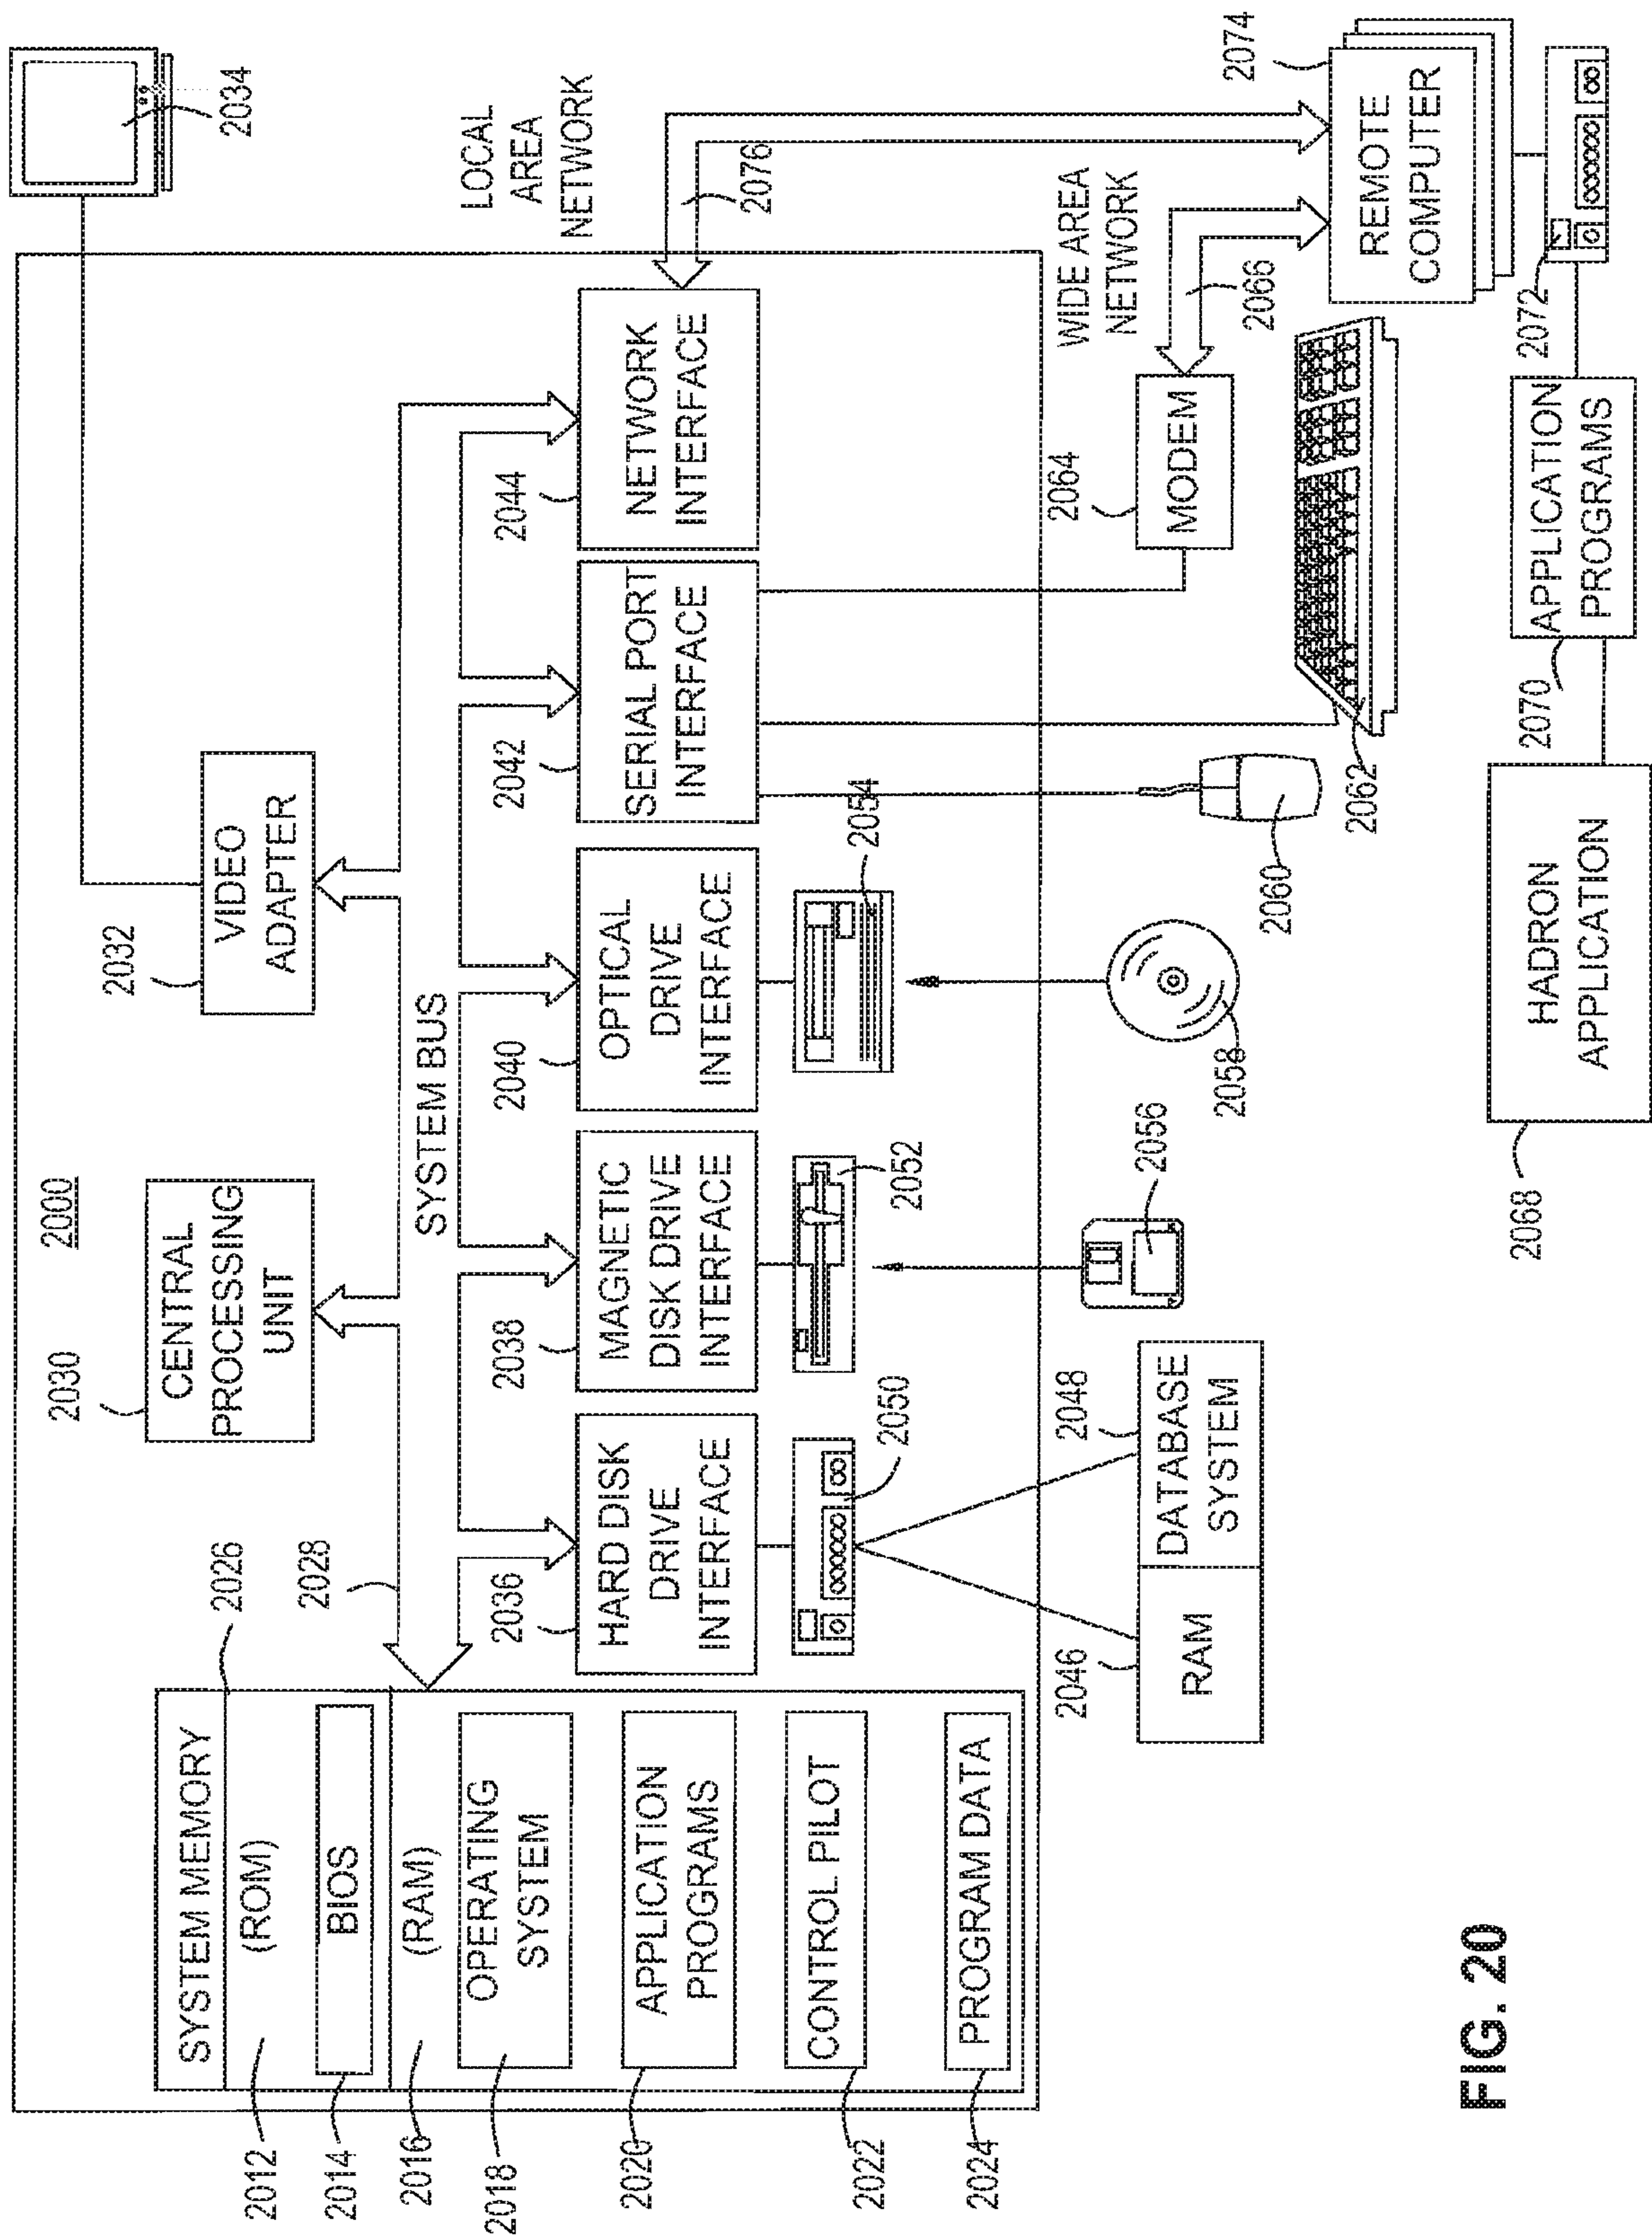 2000
2034
2030
CENTRAL
PROCESSING
UNIT
2032
VIDEO
ADAPTER
2026
2028
SYSTEM BUS
LOCAL
AREA
NETWORK
2076
SYSTEM MEMORY
2012
(ROM)
2014
BIOS
2016
(RAM)
2018
OPERATING
SYSTEM
2020
APPLICATION
PROGRAMS
2022
CONTROL PILOT
2024
PROGRAM DATA
2036
HARD DISK
DRIVE
INTERFACE
2038
MAGNETIC
DISK DRIVE
INTERFACE
2040
OPTICAL
DRIVE
INTERFACE
2042
SERIAL PORT
INTERFACE
2044
NETWORK
INTERFACE
2050
2052
2054
2046
RAM
2048
DATABASE
SYSTEM
2056
2058
2060
2062
2064
MODEM
WIDE AREA
NETWORK
2066
2074
REMOTE
COMPUTER
2068
HADRON
APPLICATION
2070
APPLICATION
PROGRAMS
2072
FIG. 20